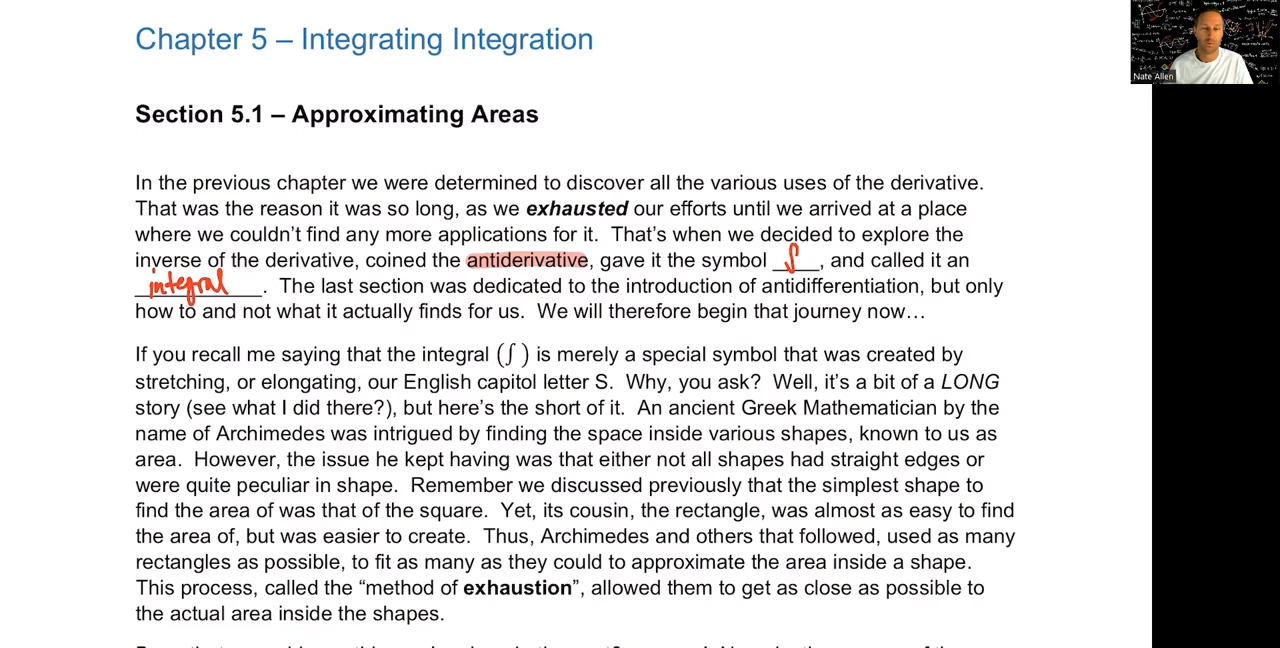 Chapter 5 – Integrating Integration
Nate Allen
Section 5.1 – Approximating Areas
In the previous chapter we were determined to discover all the various uses of the derivative.
That was the reason it was so long, as we exhausted our efforts until we arrived at a place
where we couldn't find any more applications for it. That's when we decided to explore the
inverse of the derivative, coined the antiderivative, gave it the symbol ∫, and called it an
integral. The last section was dedicated to the introduction of antidifferentiation, but only
how to and not what it actually finds for us. We will therefore begin that journey now…
If you recall me saying that the integral (∫ ) is merely a special symbol that was created by
stretching, or elongating, our English capitol letter S. Why, you ask? Well, it's a bit of a LONG
story (see what I did there?), but here's the short of it. An ancient Greek Mathematician by the
name of Archimedes was intrigued by finding the space inside various shapes, known to us as
area. However, the issue he kept having was that either not all shapes had straight edges or
were quite peculiar in shape. Remember we discussed previously that the simplest shape to
find the area of was that of the square. Yet, its cousin, the rectangle, was almost as easy to find
the area of, but was easier to create. Thus, Archimedes and others that followed, used as many
rectangles as possible, to fit as many as they could to approximate the area inside a shape.
This process, called the “method of exhaustion”, allowed them to get as close as possible to
the actual area inside the shapes.